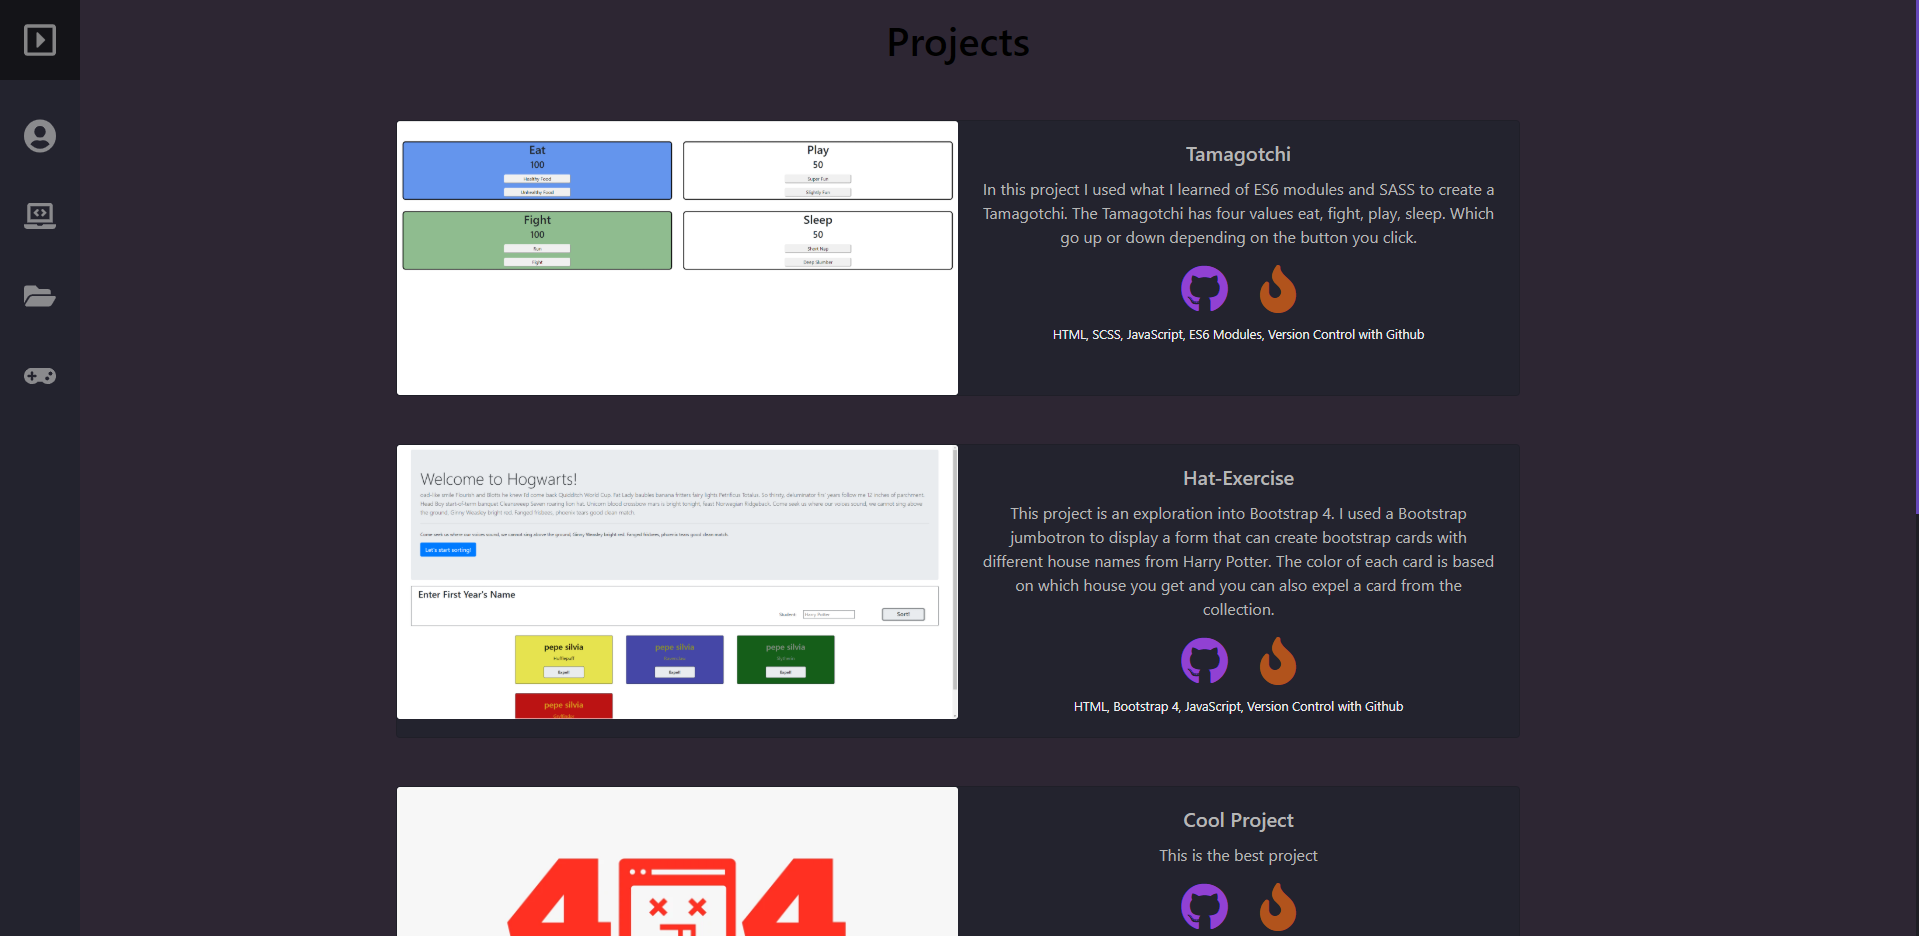 Projects
Eat
100
Healthy Food
Unhealthy Food
Play
50
Super Fun
Slightly Fun
Fight
100
Run
Fight
Sleep
50
Short Nap
Deep Slumber
Tamagotchi
In this project I used what I learned of ES6 modules and SASS to create a
Tamagotchi. The Tamagotchi has four values eat, fight, play, sleep. Which
go up or down depending on the button you click.
HTML, SCSS, JavaScript, ES6 Modules, Version Control with Github
Welcome to Hogwarts!
Let's start sorting!
Enter First Year's Name
Student
Harry Potter
Sort!
pepe silvia
Hufflepuff
Expel!
pepe silvia
Expel!
pepe silvia
Expel!
pepe silvia
Hat-Exercise
This project is an exploration into Bootstrap 4. I used a Bootstrap
jumbotron to display a form that can create bootstrap cards with
different house names from Harry Potter. The color of each card is based
on which house you get and you can also expel a card from the
collection.
HTML, Bootstrap 4, JavaScript, Version Control with Github
4 4
Cool Project
This is the best project